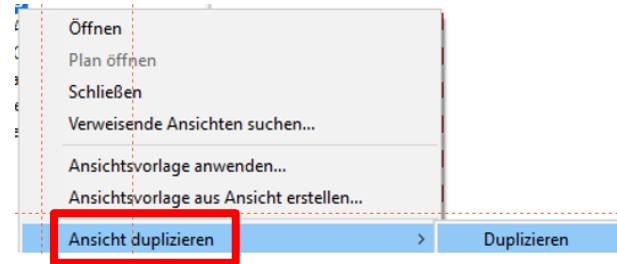 Öffnen
Plan öffnen
Schließen
Verweisende Ansichten suchen...
Ansichtsvorlage anwenden...
Ansichtsvorlage aus Ansicht erstellen...
Ansicht duplizieren > Duplizieren